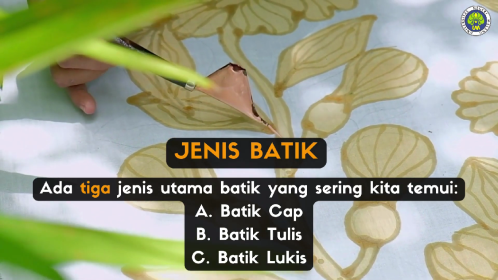 JENIS BATIK
Ada tiga jenis utama batik yang sering kita temui:
A. Batik Cap
B. Batik Tulis
C. Batik Lukis